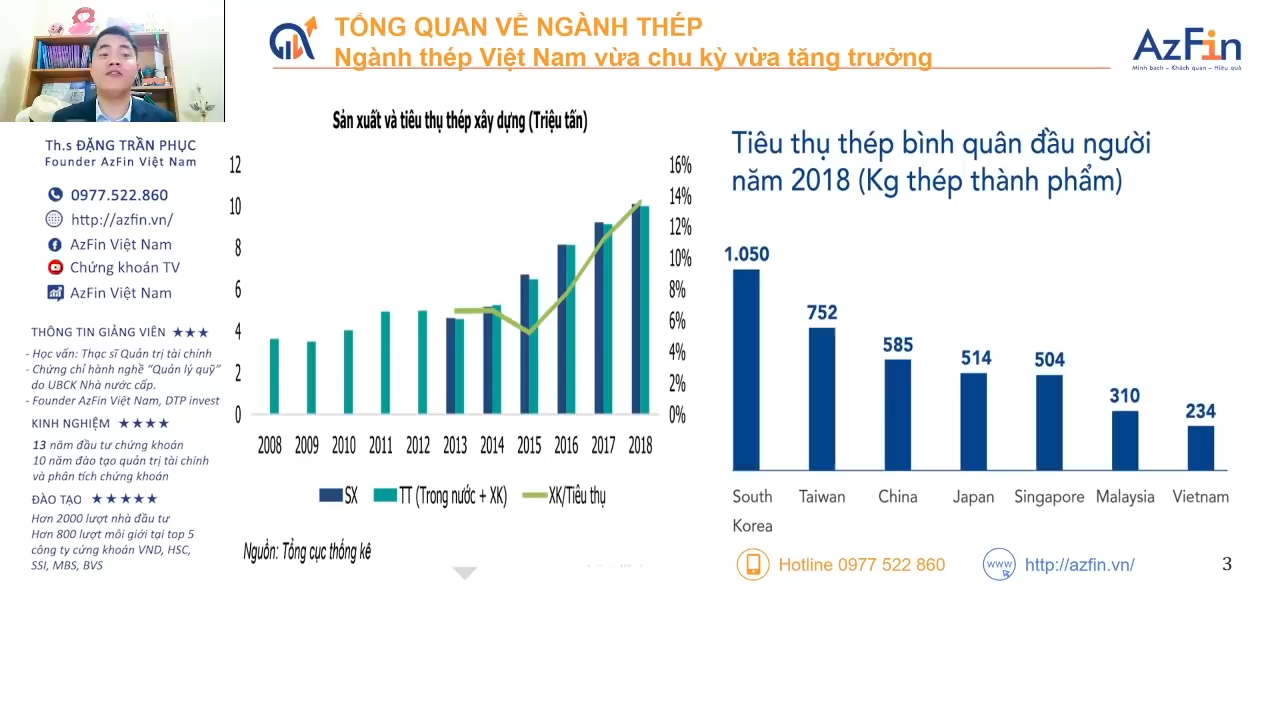 TỔNG QUAN VỀ NGÀNH THÉP
Ngành thép Việt Nam vừa chu kỳ vừa tăng trưởng
AzFin
Minh bạch – Khách quan – Hiệu quả
Th.s ĐẶNG TRẦN PHỤC
Founder AzFin Việt Nam
0977.522.860
http://azfin.vn/
AzFin Việt Nam
Chứng khoán TV
AzFin Việt Nam
THÔNG TIN GIẢNG VIÊN ★★★
- Học vấn: Thạc sĩ Quản trị tài chính
- Chứng chỉ hành nghề “Quản lý quỹ”
do UBCK Nhà nước cấp.
- Founder AzFin Việt Nam, DTP invest
KINH NGHIỆM ★★★★
13 năm đầu tư chứng khoán
10 năm đào tạo quản trị tài chính
và phân tích chứng khoán
ĐÀO TẠO ★★★★★
Hơn 2000 lượt nhà đầu tư
Hơn 800 lượt môi giới tại top 5
công ty cứng khoán VND, HSC,
SSI, MBS, BVS
Sản xuất và tiêu thụ thép xây dựng (Triệu tấn)
12 16%
14%
10 12%
8 10%
6 8%
6%
4 4%
2 2%
0 0%
2008 2009 2010 2011 2012 2013 2014 2015 2016 2017 2018
SX TT (Trong nước + XK) XK/Tiêu thụ
Nguồn: Tổng cục thống kê
Tiêu thụ thép bình quân đầu người
năm 2018 (Kg thép thành phẩm)
1.050 752 585 514 504 310 234
South Taiwan China Japan Singapore Malaysia Vietnam
Korea
Hotline 0977 522 860 www http://azfin.vn/ 3